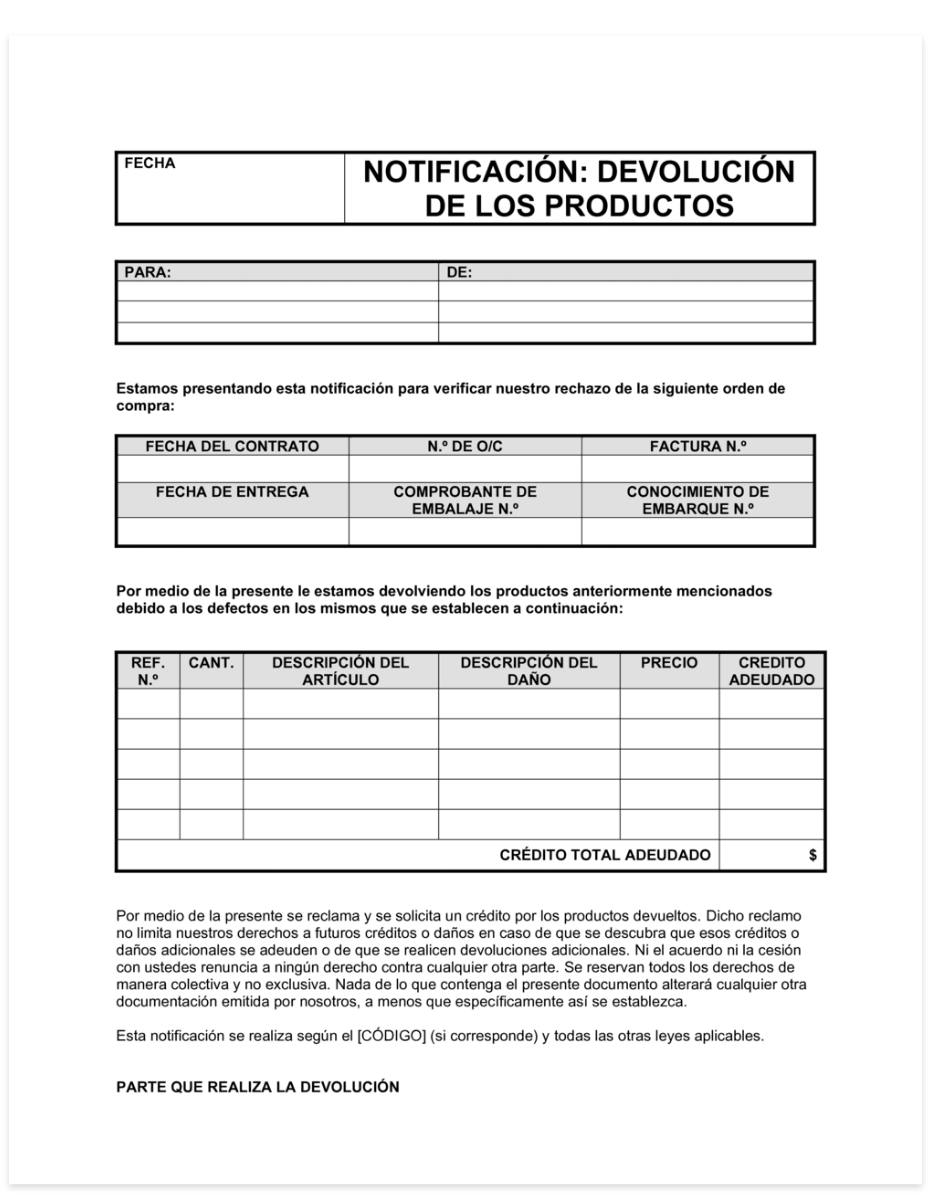 FECHA
NOTIFICACIÓN: DEVOLUCIÓN
DE LOS PRODUCTOS
PARA:
DE:
Estamos presentando esta notificación para verificar nuestro rechazo de la siguiente orden de
compra:
FECHA DEL CONTRATO
N.º DE O/C
FACTURA N.º
FECHA DE ENTREGA
COMPROBANTE DE
EMBALAJE N.º
CONOCIMIENTO DE
EMBARQUE N.º
Por medio de la presente le estamos devolviendo los productos anteriormente mencionados
debido a los defectos en los mismos que se establecen a continuación:
REF.
N.º
CANT.
DESCRIPCIÓN DEL
ARTÍCULO
DESCRIPCIÓN DEL
DAÑO
PRECIO
CREDITO
ADEUDADO
CRÉDITO TOTAL ADEUDADO
$
Por medio de la presente se reclama y se solicita un crédito por los productos devueltos. Dicho reclamo
no limita nuestros derechos a futuros créditos o daños en caso de que se descubra que esos créditos o
daños adicionales se adeuden o de que se realicen devoluciones adicionales. Ni el acuerdo ni la cesión
con ustedes renuncia a ningún derecho contra cualquier otra parte. Se reservan todos los derechos de
manera colectiva y no exclusiva. Nada de lo que contenga el presente documento alterará cualquier otra
documentación emitida por nosotros, a menos que específicamente así se establezca.
Esta notificación se realiza según el [CÓDIGO] (si corresponde) y todas las otras leyes aplicables.
PARTE QUE REALIZA LA DEVOLUCIÓN